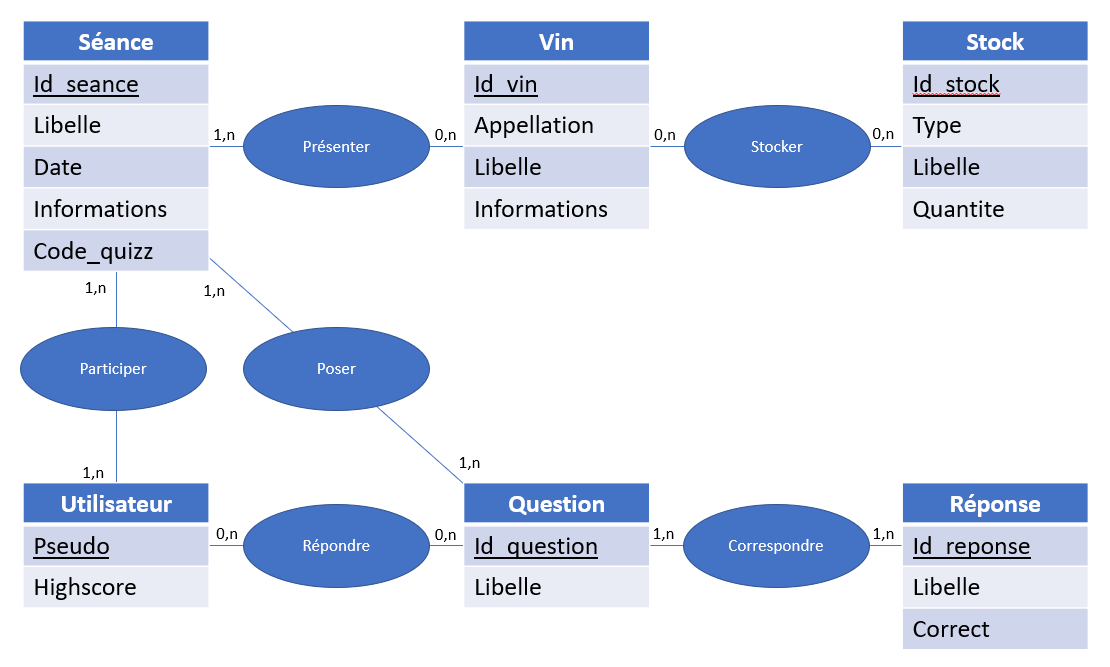 Séance
Id_seance
Libelle
Date
Informations
Code_quizz
1,n
Présenter
0,n
Vin
Id_vin
Appellation
Libelle
Informations
0,n
Stocker
0,n
Stock
Id_stock
Type
Libelle
Quantite
1,n
Participer
1,n
1,n
Poser
1,n
Utilisateur
Pseudo
Highscore
0,n
Répondre
0,n
Question
Id_question
Libelle
1,n
Correspondre
1,n
Réponse
Id_reponse
Libelle
Correct